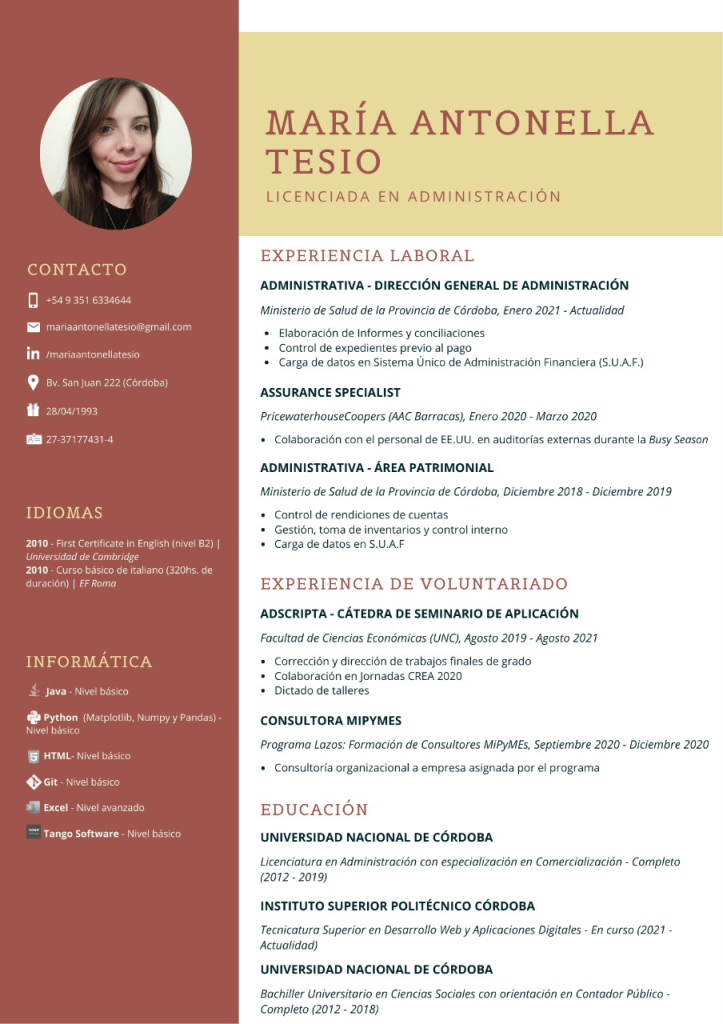 MARÍA ANTONELLA
TESIO
LICENCIADA EN ADMINISTRACIÓN
CONTACTO
+54 9 351 6334644
mariaantonellatesio@gmail.com
in /mariaantonellatesio
Bv. San Juan 222 (Córdoba)
28/04/1993
27-37177431-4
IDIOMAS
2010 - First Certificate in English (nivel B2) |
Universidad de Cambridge
2010 - Curso básico de italiano (320hs. de
duración) | EF Roma
INFORMÁTICA
Java - Nivel básico
Python (Matplotlib, Numpy y Pandas) -
Nivel básico
HTML- Nivel básico
Git - Nivel básico
Excel - Nivel avanzado
Tango Software - Nivel básico
EXPERIENCIA LABORAL
ADMINISTRATIVA - DIRECCIÓN GENERAL DE ADMINISTRACIÓN
Ministerio de Salud de la Provincia de Córdoba, Enero 2021 - Actualidad
• Elaboración de Informes y conciliaciones
• Control de expedientes previo al pago
• Carga de datos en Sistema Único de Administración Financiera (S.U.A.F.)
ASSURANCE SPECIALIST
PricewaterhouseCoopers (AAC Barracas), Enero 2020 - Marzo 2020
• Colaboración con el personal de EE.UU. en auditorías externas durante la Busy Season
ADMINISTRATIVA - ÁREA PATRIMONIAL
Ministerio de Salud de la Provincia de Córdoba, Diciembre 2018 - Diciembre 2019
• Control de rendiciones de cuentas
• Gestión, toma de inventarios y control interno
• Carga de datos en S.U.A.F
EXPERIENCIA DE VOLUNTARIADO
ADSCRIPTA - CÁTEDRA DE SEMINARIO DE APLICACIÓN
Facultad de Ciencias Económicas (UNC), Agosto 2019 - Agosto 2021
• Corrección y dirección de trabajos finales de grado
• Colaboración en Jornadas CREA 2020
• Dictado de talleres
CONSULTORA MIPYMES
Programa Lazos: Formación de Consultores MiPyMEs, Septiembre 2020 - Diciembre 2020
• Consultoría organizacional a empresa asignada por el programa
EDUCACIÓN
UNIVERSIDAD NACIONAL DE CÓRDOBA
Licenciatura en Administración con especialización en Comercialización - Completo
(2012 - 2019)
INSTITUTO SUPERIOR POLITÉCNICO CÓRDOBA
Tecnicatura Superior en Desarrollo Web y Aplicaciones Digitales - En curso (2021 -
Actualidad)
UNIVERSIDAD NACIONAL DE CÓRDOBA
Bachiller Universitario en Ciencias Sociales con orientación en Contador Público -
Completo (2012 - 2018)